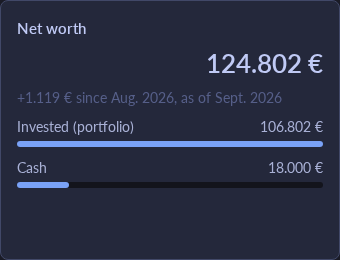 Net worth
124.802 €
+1.119 € since Aug. 2026, as of Sept. 2026
Invested (portfolio) 106.802 €
Cash 18.000 €